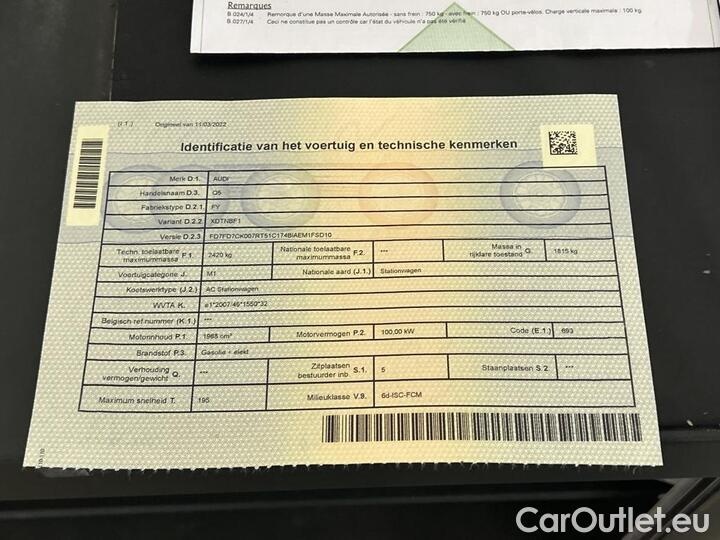 Remarques
B 024/1/4 Remorque d'une Masse Maximale Autorisée - sans frein : 750 kg - avec frein : 750 kg OU porte-vélos. Charge verticale maximale : 100 kg.
B 027/1/4 Ceci ne constitue pas un contrôle car l'état du véhicule n'a pas été vérifié
(I.1.) Origineel van 11/03/2022
Identificatie van het voertuig en technische kenmerken
Merk D.1. AUDI
Handelsnaam D.3. Q5
Fabriekstype D.2.1. FY
Variant D.2.2. XDTNBF1
Versie D.2.3. FD7FD7CK007RT51C174BIAEM1FSD10
Techn. toelaatbare maximummassa F.1. 2420 kg Nationale toelaatbare maximummassa F.2. --- Massa in rijklare toestand G. 1815 kg
Voertuigcategorie J. M1 Nationale aard (J.1.) Stationwagen
Koetswerktype (J.2.) AC Stationwagen
WVTA K. e1*2007/46*1550*32
Belgisch ref.nummer (K.1.) ---
Motorinhoud P.1. 1968 cm³ Motorvermogen P.2. 100,00 kW Code (E.1.) 693
Brandstof P.3. Gasolie + elekt
Verhouding vermogen/gewicht Q. --- Zitplaatsen bestuurder inb. S.1. 5 Staanplaatsen S.2. ---
Maximum snelheid T. 195 Milieuklasse V.9. 6d-ISC-FCM
CarOutlet.eu